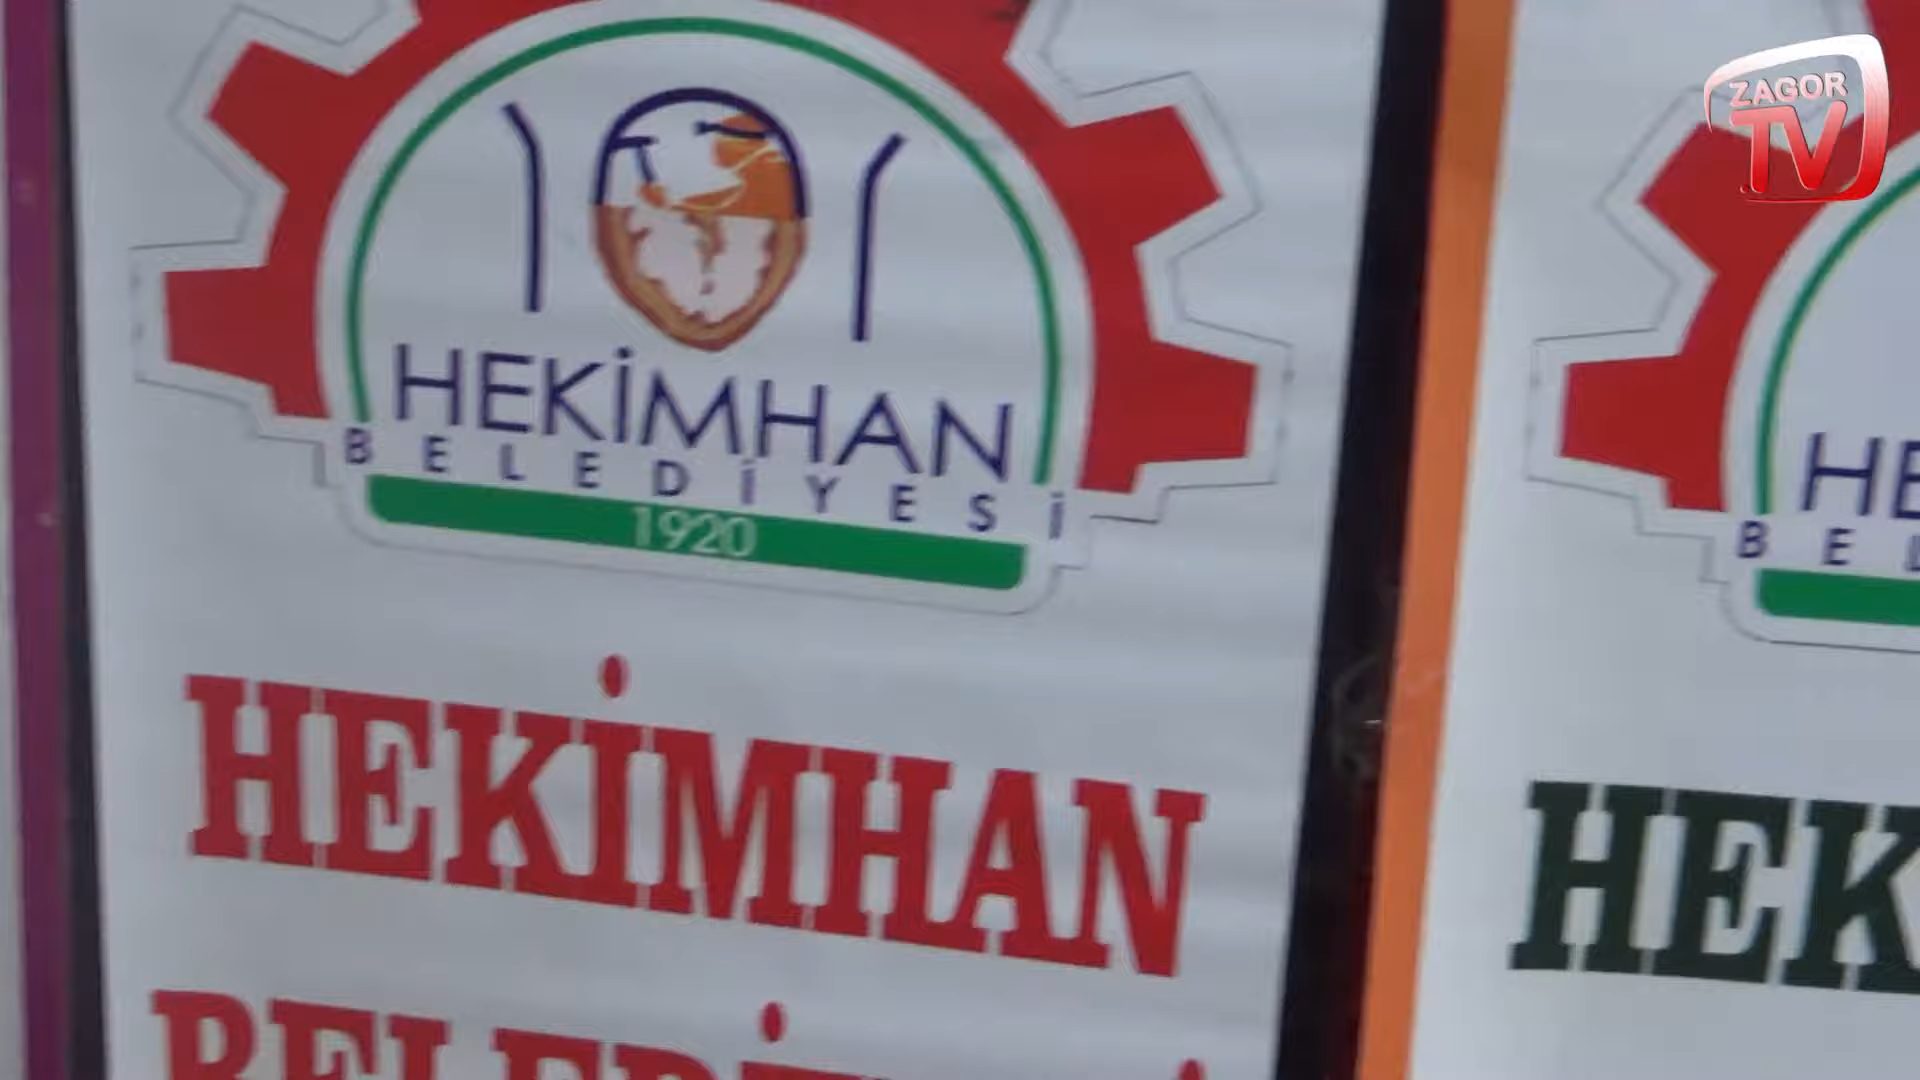 ZAGOR
TV
HEKİMHAN
BELEDİYESİ
1920
HEKİMHAN